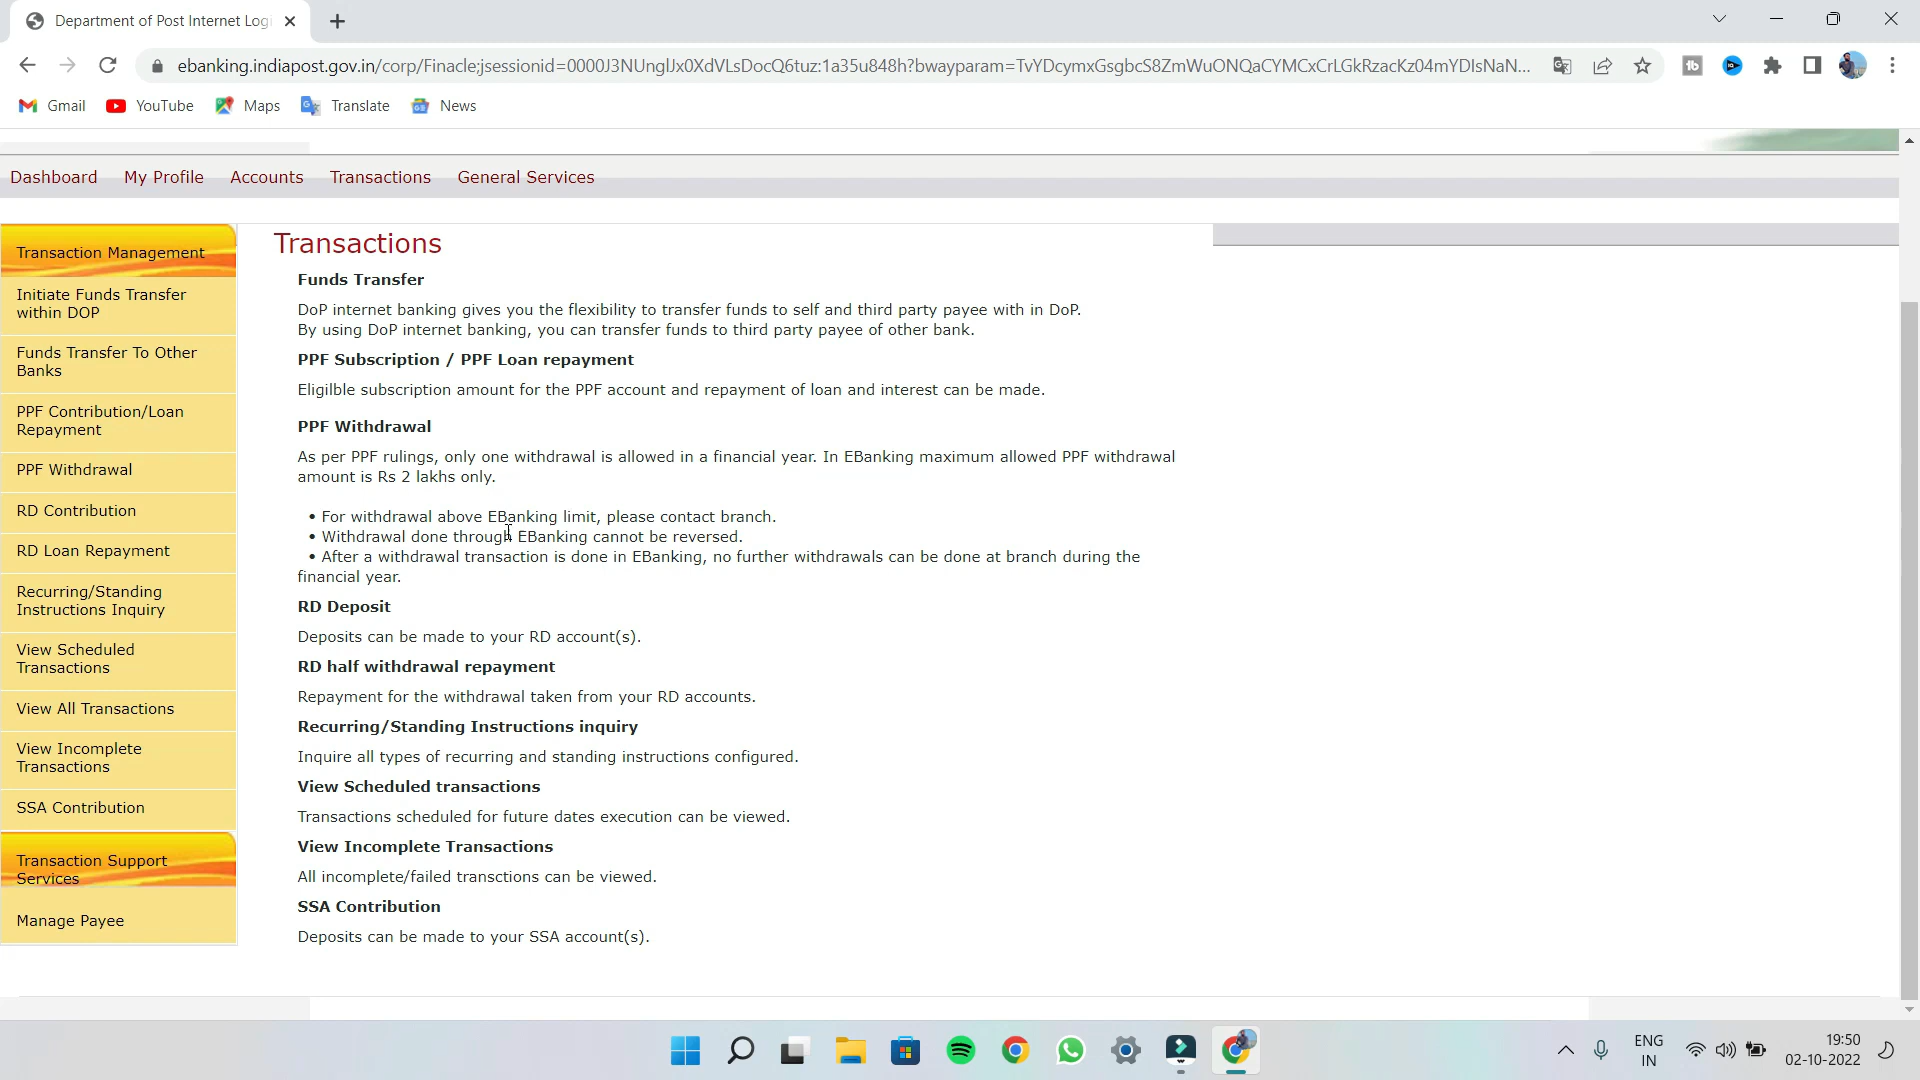 Department of Post Internet Logi
ebanking.indiapost.gov.in/corp/Finacle;jsessionid=0000J3NUnglJx0XdVLsDocQ6tuz:1a35u848h?bwayparam=TvYDcymxGsgbcS8ZmWuONQaCYMCxCrLGkRzacKz04mYDIsNaN...
Gmail YouTube Maps Translate News
Dashboard My Profile Accounts Transactions General Services
Transaction Management
Initiate Funds Transfer
within DOP
Funds Transfer To Other
Banks
PPF Contribution/Loan
Repayment
PPF Withdrawal
RD Contribution
RD Loan Repayment
Recurring/Standing
Instructions Inquiry
View Scheduled
Transactions
View All Transactions
View Incomplete
Transactions
SSA Contribution
Transaction Support
Services
Manage Payee
Transactions
Funds Transfer
DoP internet banking gives you the flexibility to transfer funds to self and third party payee with in DoP.
By using DoP internet banking, you can transfer funds to third party payee of other bank.
PPF Subscription / PPF Loan repayment
Eligilble subscription amount for the PPF account and repayment of loan and interest can be made.
PPF Withdrawal
As per PPF rulings, only one withdrawal is allowed in a financial year. In EBanking maximum allowed PPF withdrawal
amount is Rs 2 lakhs only.
• For withdrawal above EBanking limit, please contact branch.
• Withdrawal done through EBanking cannot be reversed.
• After a withdrawal transaction is done in EBanking, no further withdrawals can be done at branch during the
financial year.
RD Deposit
Deposits can be made to your RD account(s).
RD half withdrawal repayment
Repayment for the withdrawal taken from your RD accounts.
Recurring/Standing Instructions inquiry
Inquire all types of recurring and standing instructions configured.
View Scheduled transactions
Transactions scheduled for future dates execution can be viewed.
View Incomplete Transactions
All incomplete/failed transctions can be viewed.
SSA Contribution
Deposits can be made to your SSA account(s).
ENG
IN
19:50
02-10-2022